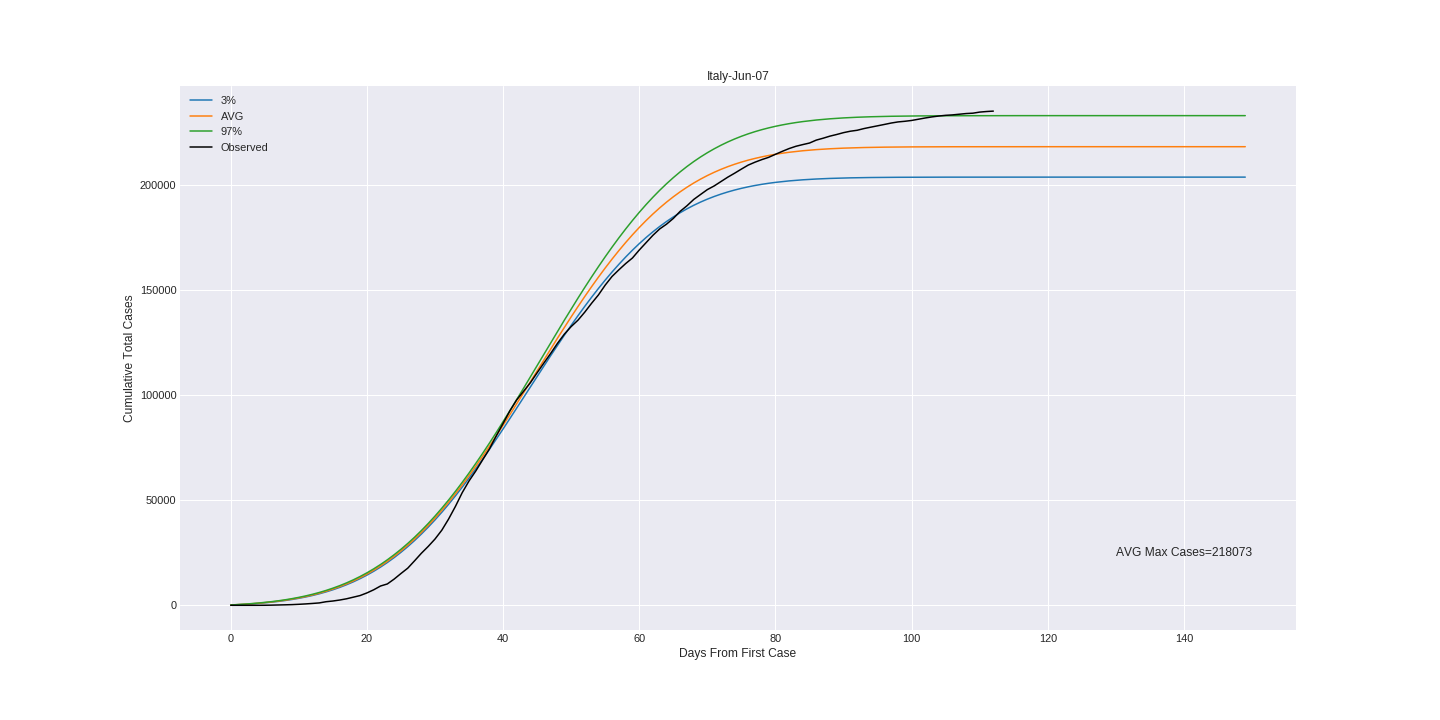 Italy-Jun-07
3%
AVG
97%
Observed
200000
150000
100000
50000
0
Cumulative Total Cases
AVG Max Cases=218073
0 20 40 60 80 100 120 140
Days From First Case